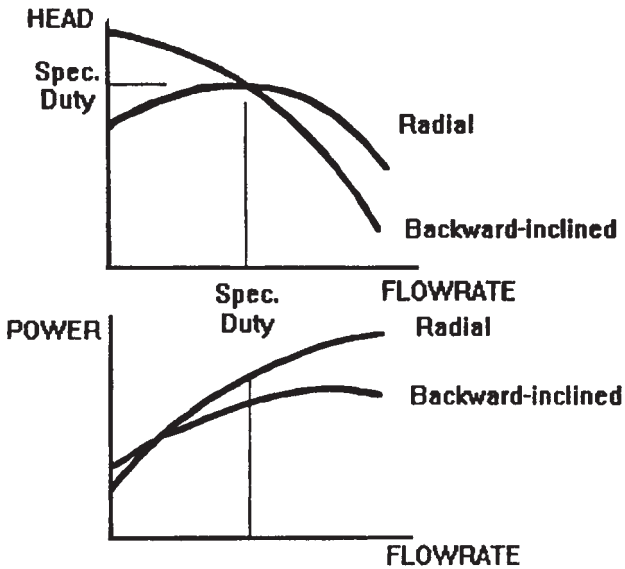 HEAD
Spec.
Duty
Radial
Backward-inclined
Spec.
Duty
FLOWRATE
POWER
Radial
Backward-inclined
FLOWRATE